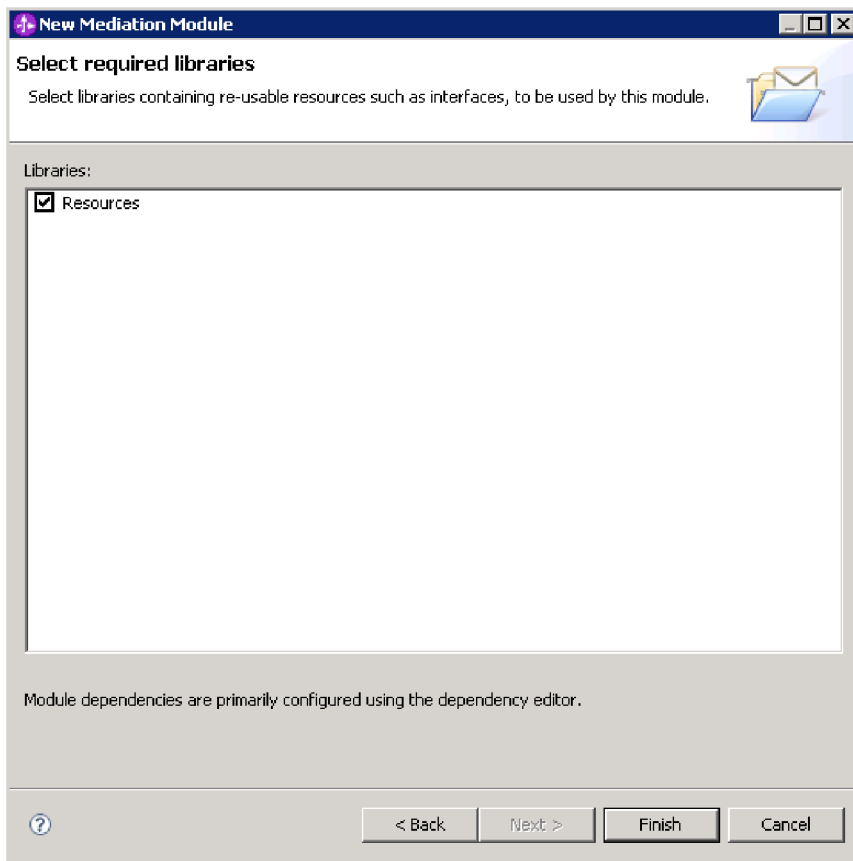 New Mediation Module
Select required libraries
Select libraries containing re-usable resources such as interfaces, to be used by this module.
Libraries:
Resources
Module dependencies are primarily configured using the dependency editor.
?
< Back
Next >
Finish
Cancel